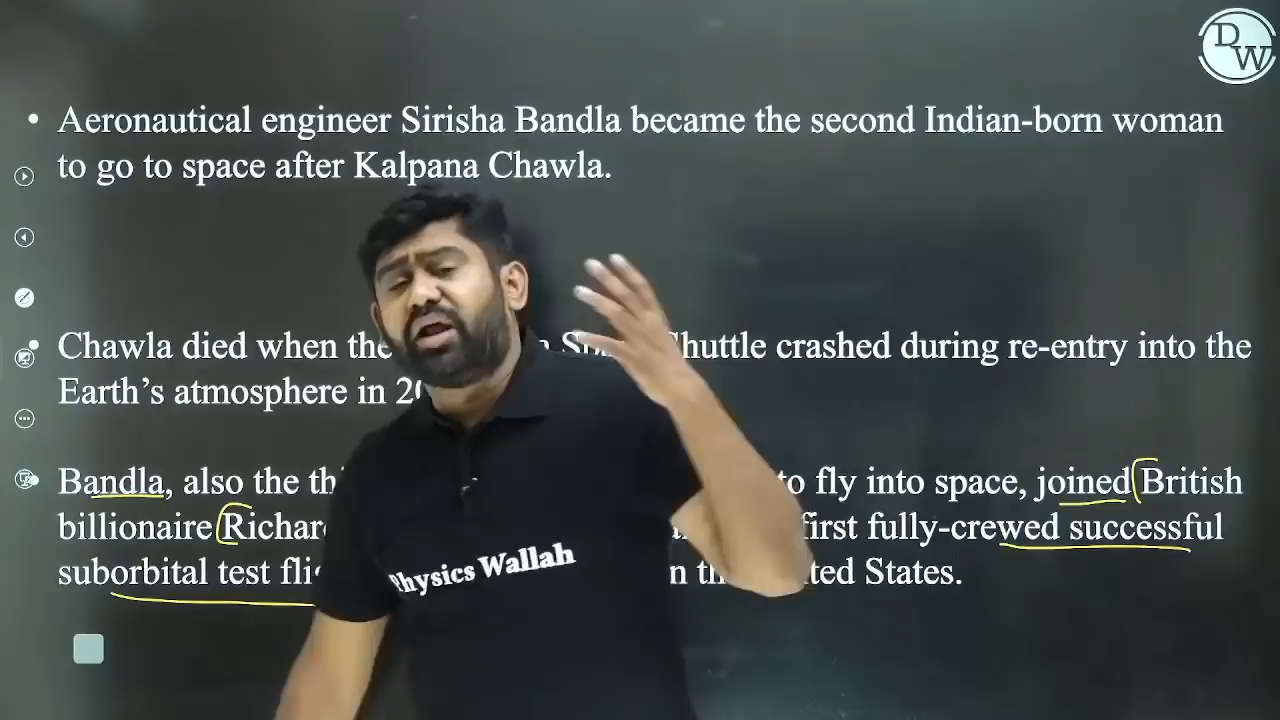 D
W
• Aeronautical engineer Sirisha Bandla became the second Indian-born woman
to go to space after Kalpana Chawla.
• Chawla died when the Shuttle crashed during re-entry into the
Earth’s atmosphere in
• Bandla, also the to fly into space, joined British
billionaire first fully-crewed successful
suborbital test States.
Physics Wallah